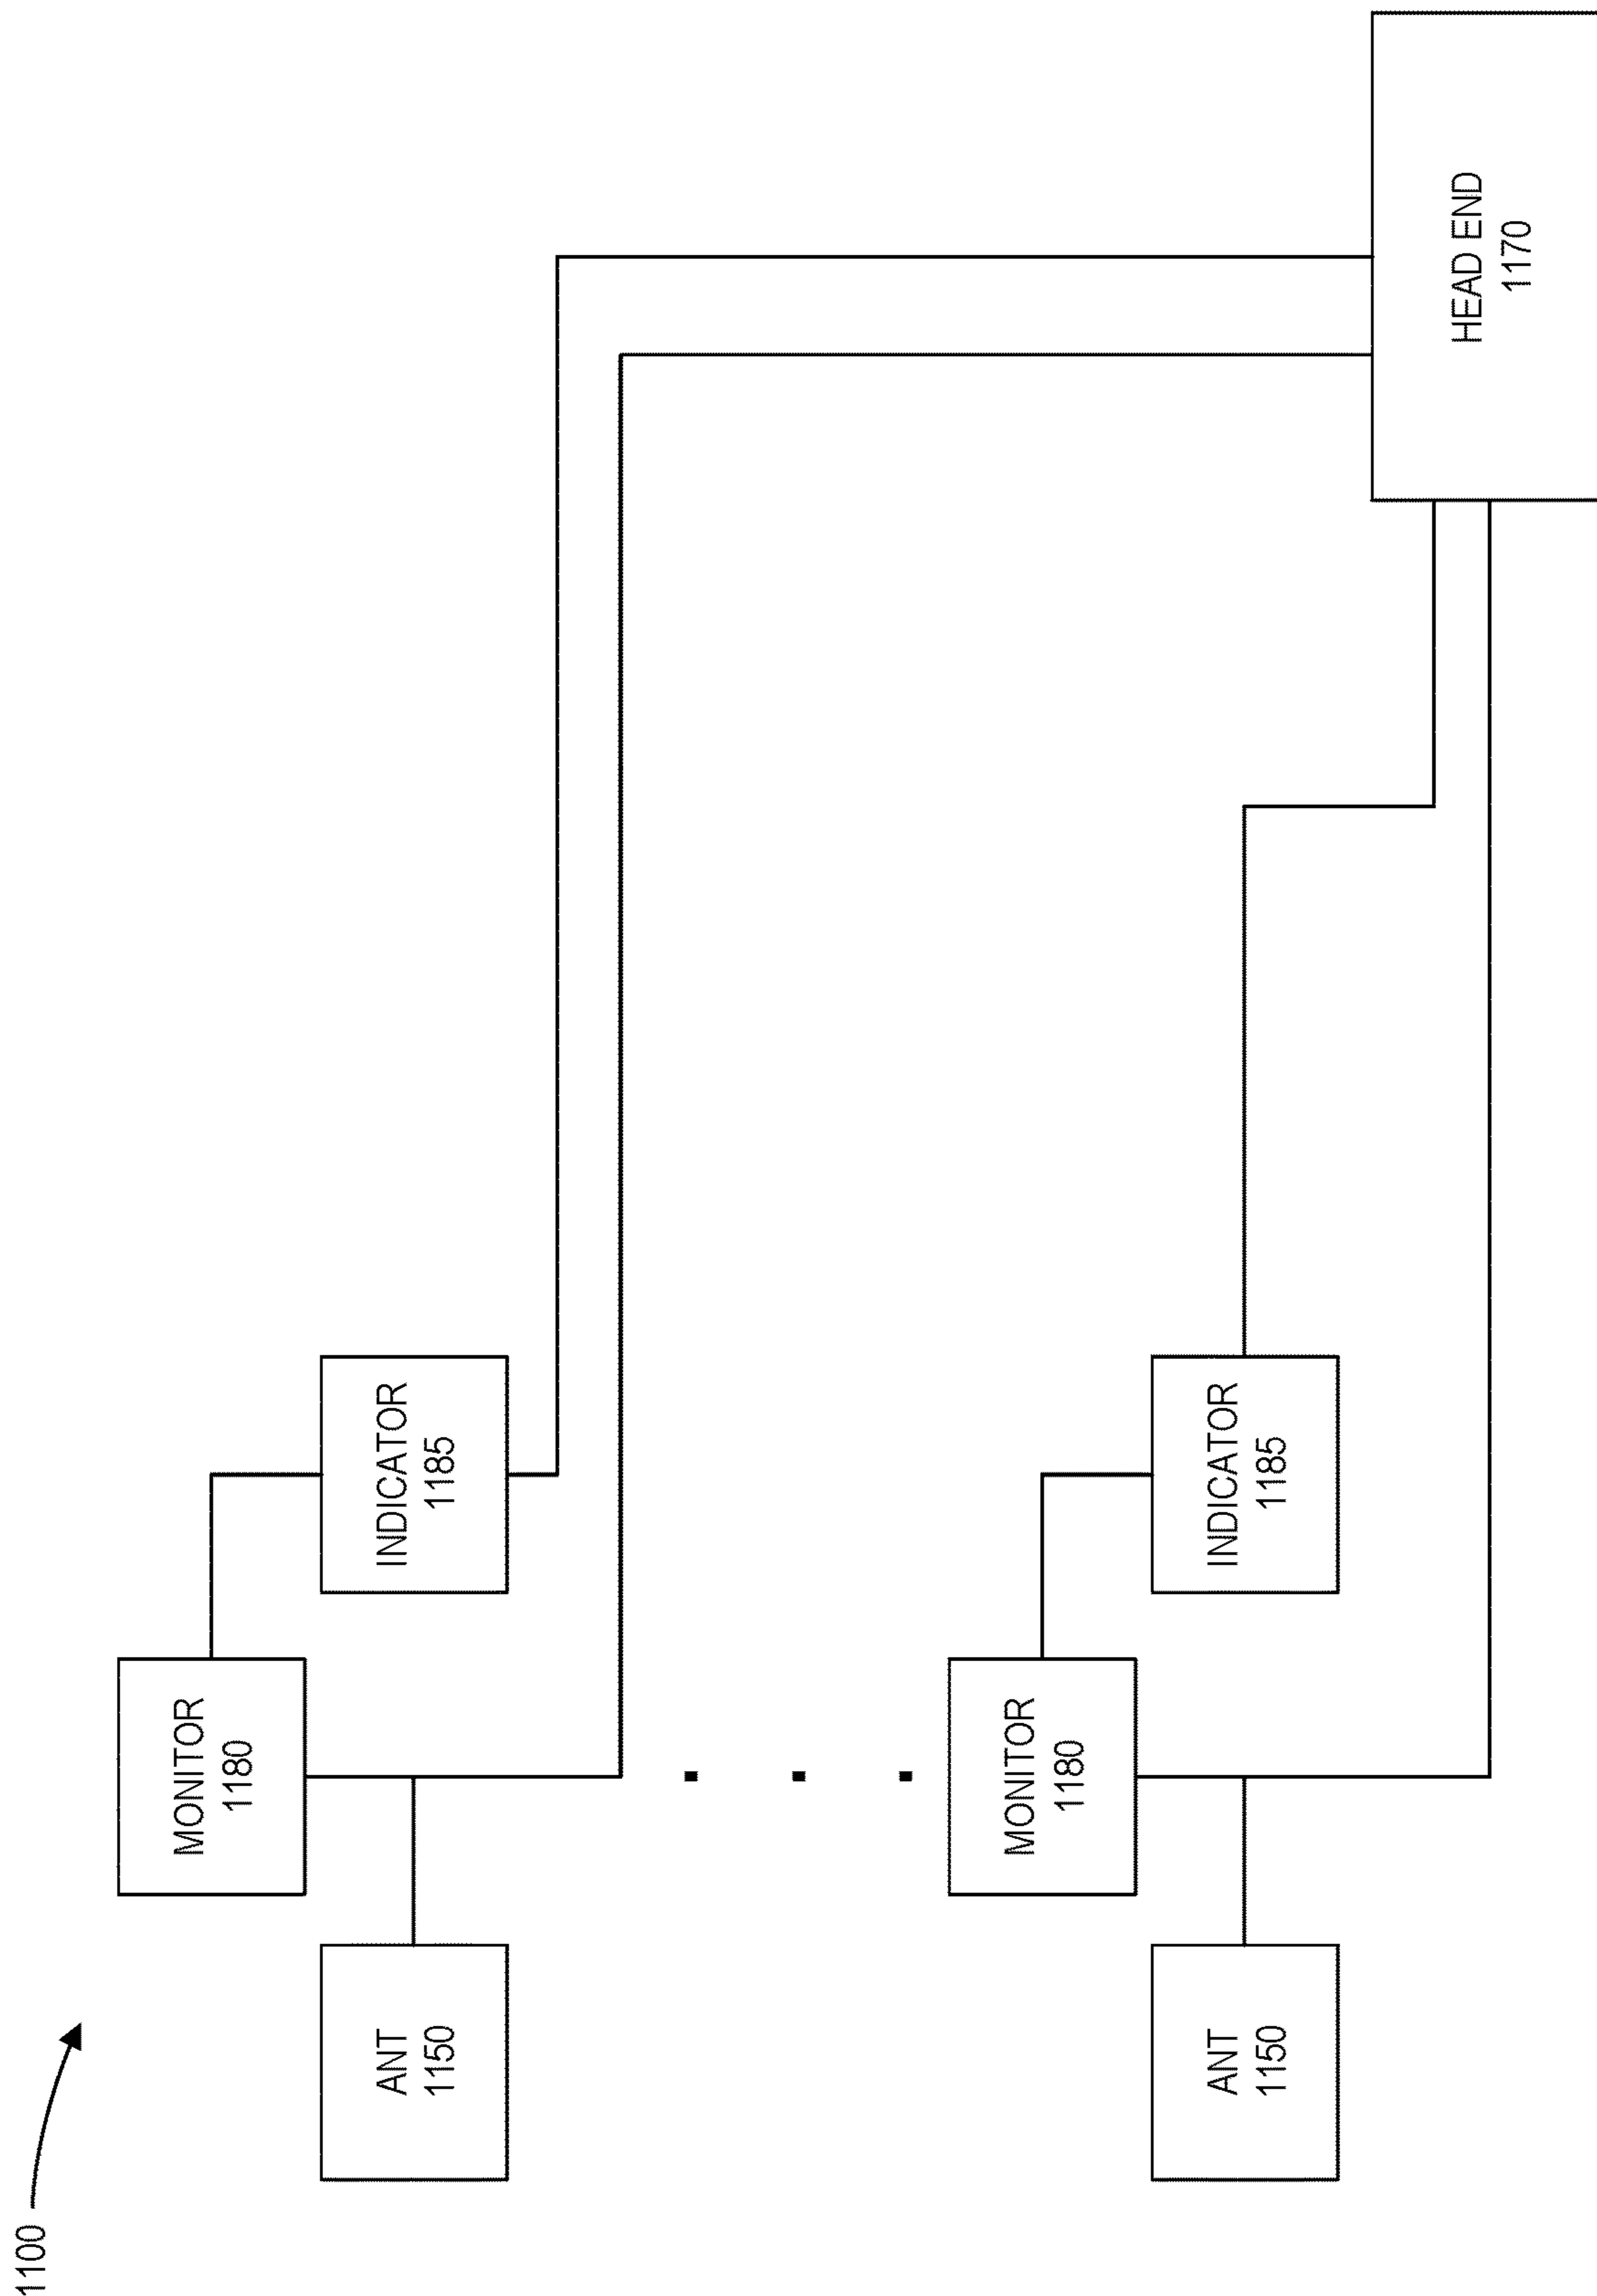 1100
MONITOR
1180
INDICATOR
1185
ANT
1150
MONITOR
1180
INDICATOR
1185
ANT
1150
HEAD END
1170